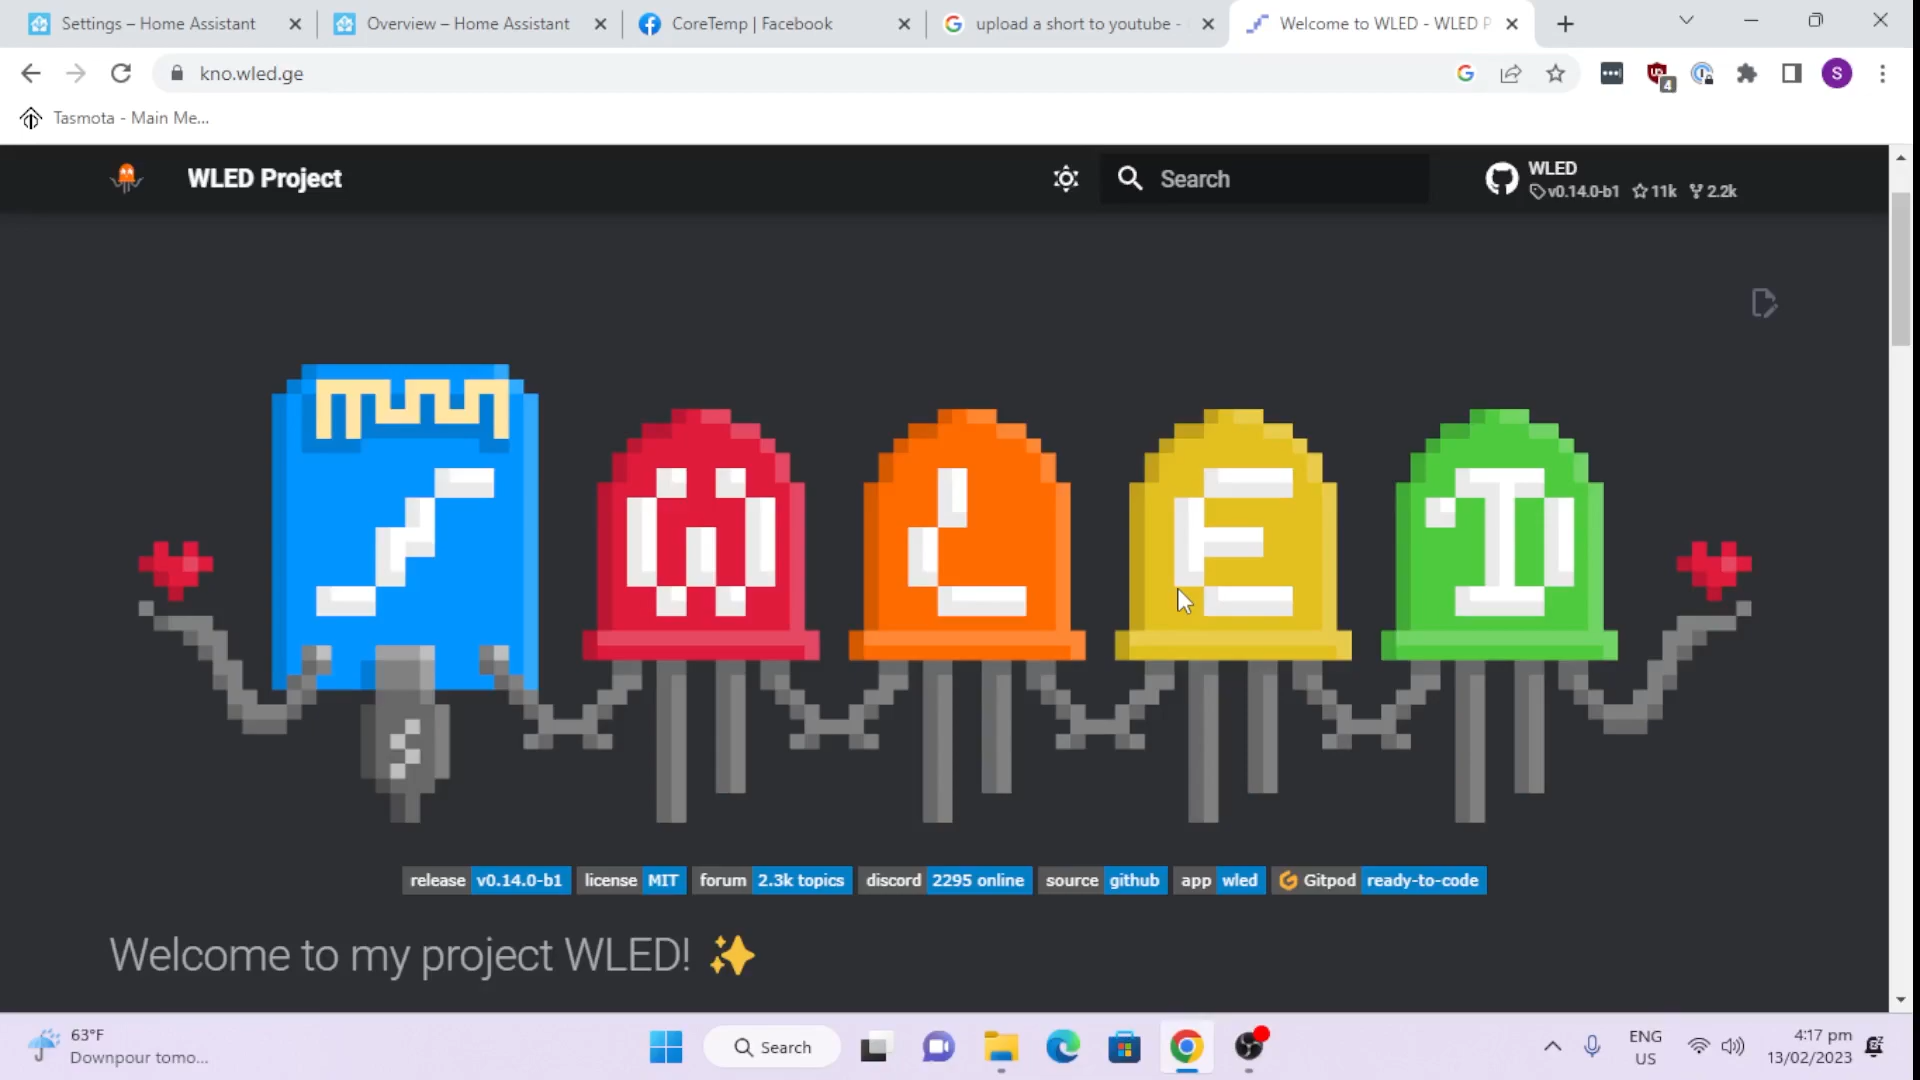 Settings – Home Assistant
Overview – Home Assistant
CoreTemp | Facebook
upload a short to youtube -
Welcome to WLED - WLED P
kno.wled.ge
4
S
Tasmota - Main Me...
WLED Project
Search
WLED
v0.14.0-b1 11k 2.2k
W L E D
S
release v0.14.0-b1 license MIT forum 2.3k topics discord 2295 online source github app wled Gitpod ready-to-code
Welcome to my project WLED!
63°F
Downpour tomo...
Search
ENG
US
4:17 pm
13/02/2023